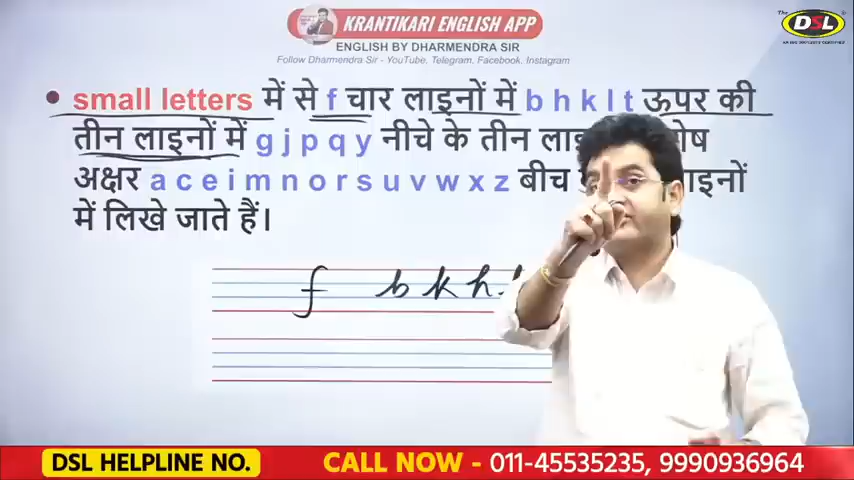 KRANTIKARI ENGLISH APP
ENGLISH BY DHARMENDRA SIR
Follow Dharmendra Sir - YouTube, Telegram, Facebook, Instagram
The DSL
• small letters में से f चार लाइनों में b h k l t ऊपर की
तीन लाइनों में g j p q y नीचे के तीन
अक्षर a c e i m n o r s u v w x z बीच
में लिखे जाते हैं।
f b k h
DSL HELPLINE NO. CALL NOW - 011-45535235, 9990936964